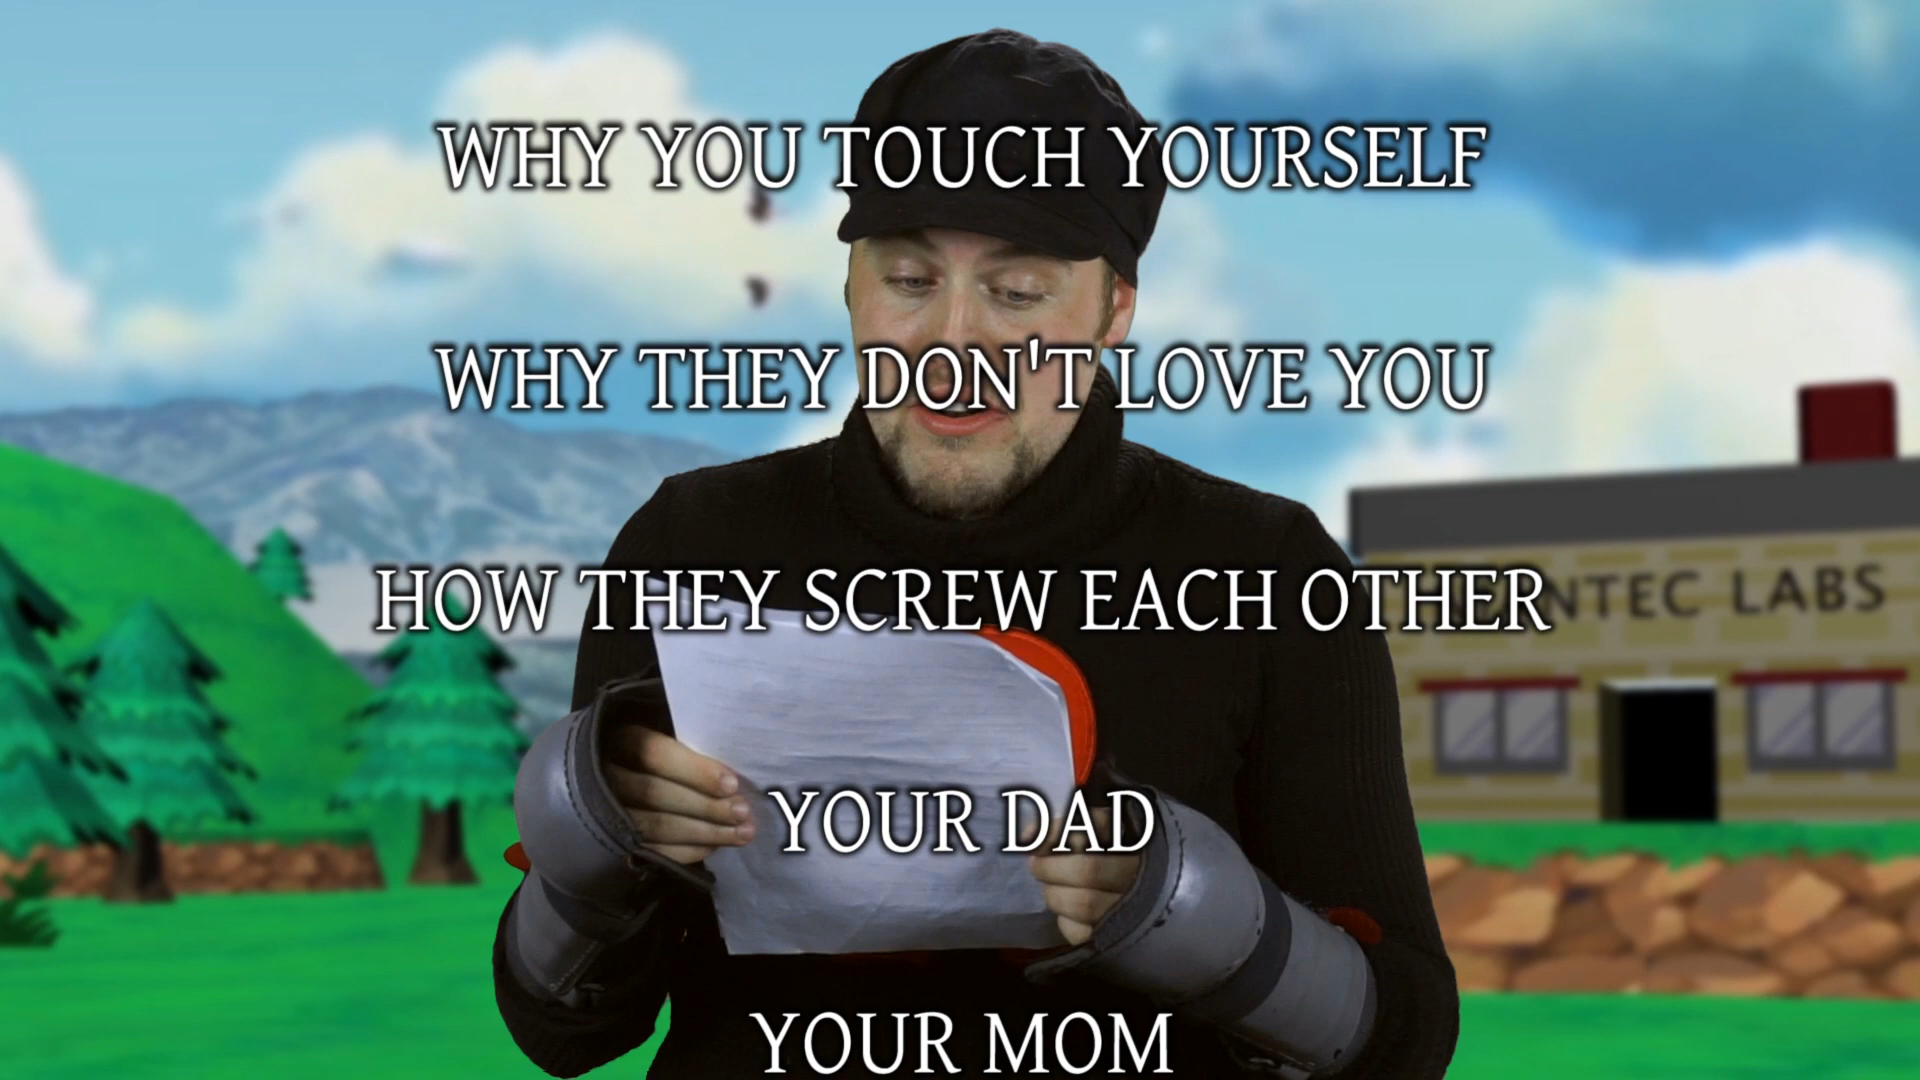 WHY YOU TOUCH YOURSELF
WHY THEY DON'T LOVE YOU
HOW THEY SCREW EACH OTHER
NTEC LABS
YOUR DAD
YOUR MOM